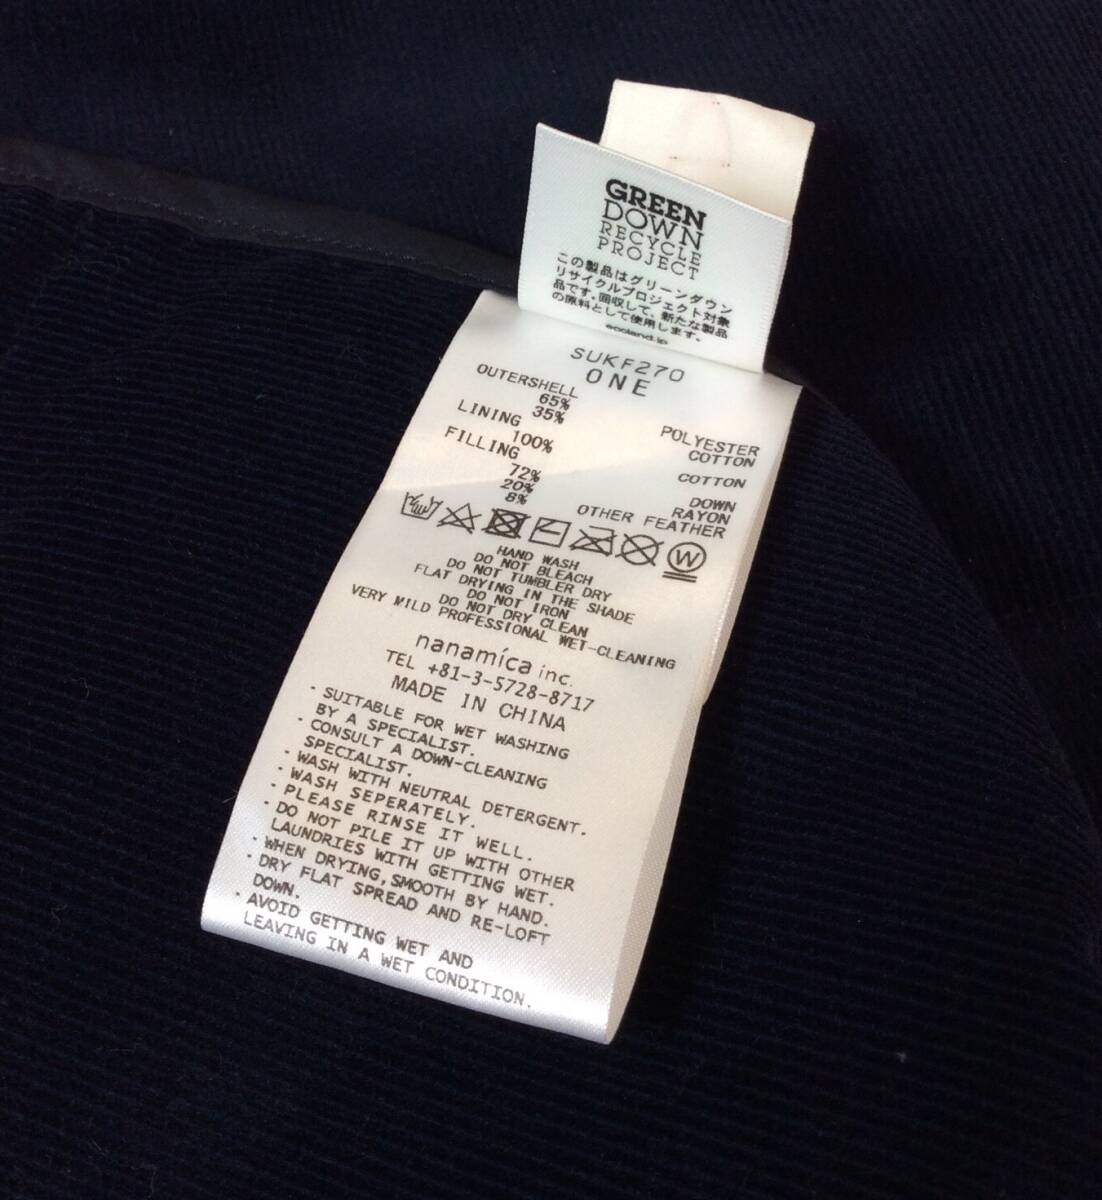 GREEN
DOWN
RECYCLE
PROJECT
この製品はグリーンダウン
リサイクルプロジェクト対象
品です。回収して、新たな製品
の原料として使用します。
ecoland.jp
SUKF270
ONE
OUTERSHELL
65% POLYESTER
35% COTTON
LINING
100% COTTON
FILLING
72% DOWN
20% RAYON
8% OTHER FEATHER
W
HAND WASH
DO NOT BLEACH
DO NOT TUMBLER DRY
FLAT DRYING IN THE SHADE
DO NOT IRON
DO NOT DRY CLEAN
VERY MILD PROFESSIONAL WET-CLEANING
nanamica inc.
TEL +81-3-5728-8717
MADE IN CHINA
・SUITABLE FOR WET WASHING
BY A SPECIALIST.
・CONSULT A DOWN-CLEANING
SPECIALIST.
・WASH WITH NEUTRAL DETERGENT.
・WASH SEPERATELY.
・PLEASE RINSE IT WELL.
・DO NOT PILE IT UP WITH OTHER
LAUNDRIES WITH GETTING WET.
・WHEN DRYING,SMOOTH BY HAND.
・DRY FLAT SPREAD AND RE-LOFT
DOWN.
・AVOID GETTING WET AND
LEAVING IN A WET CONDITION.